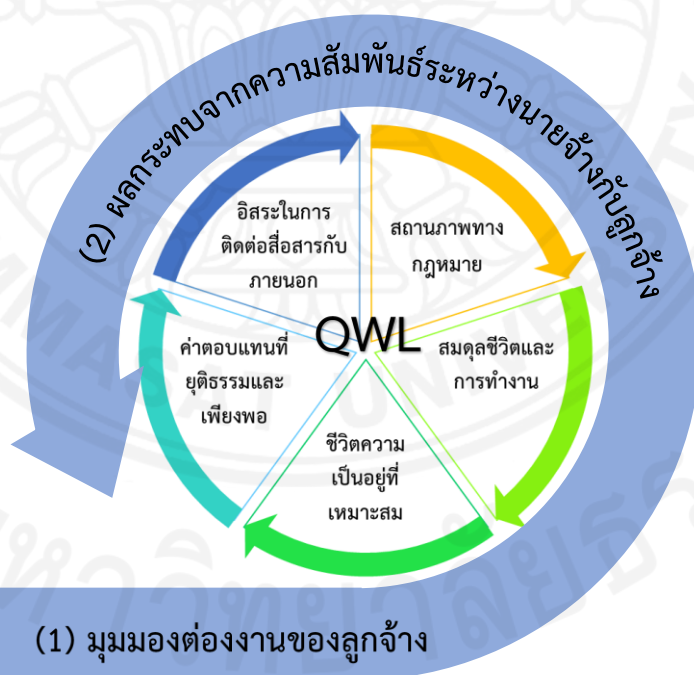 (2) ผลกระทบจากความสัมพันธ์ระหว่างนายจ้างกับลูกจ้าง
อิสระในการ
ติดต่อสื่อสารกับ
ภายนอก
สถานภาพทาง
กฎหมาย
QWL
ค่าตอบแทนที่
ยุติธรรมและ
เพียงพอ
สมดุลชีวิตและ
การทำงาน
ชีวิตความ
เป็นอยู่ที่
เหมาะสม
(1) มุมมองต่องงานของลูกจ้าง